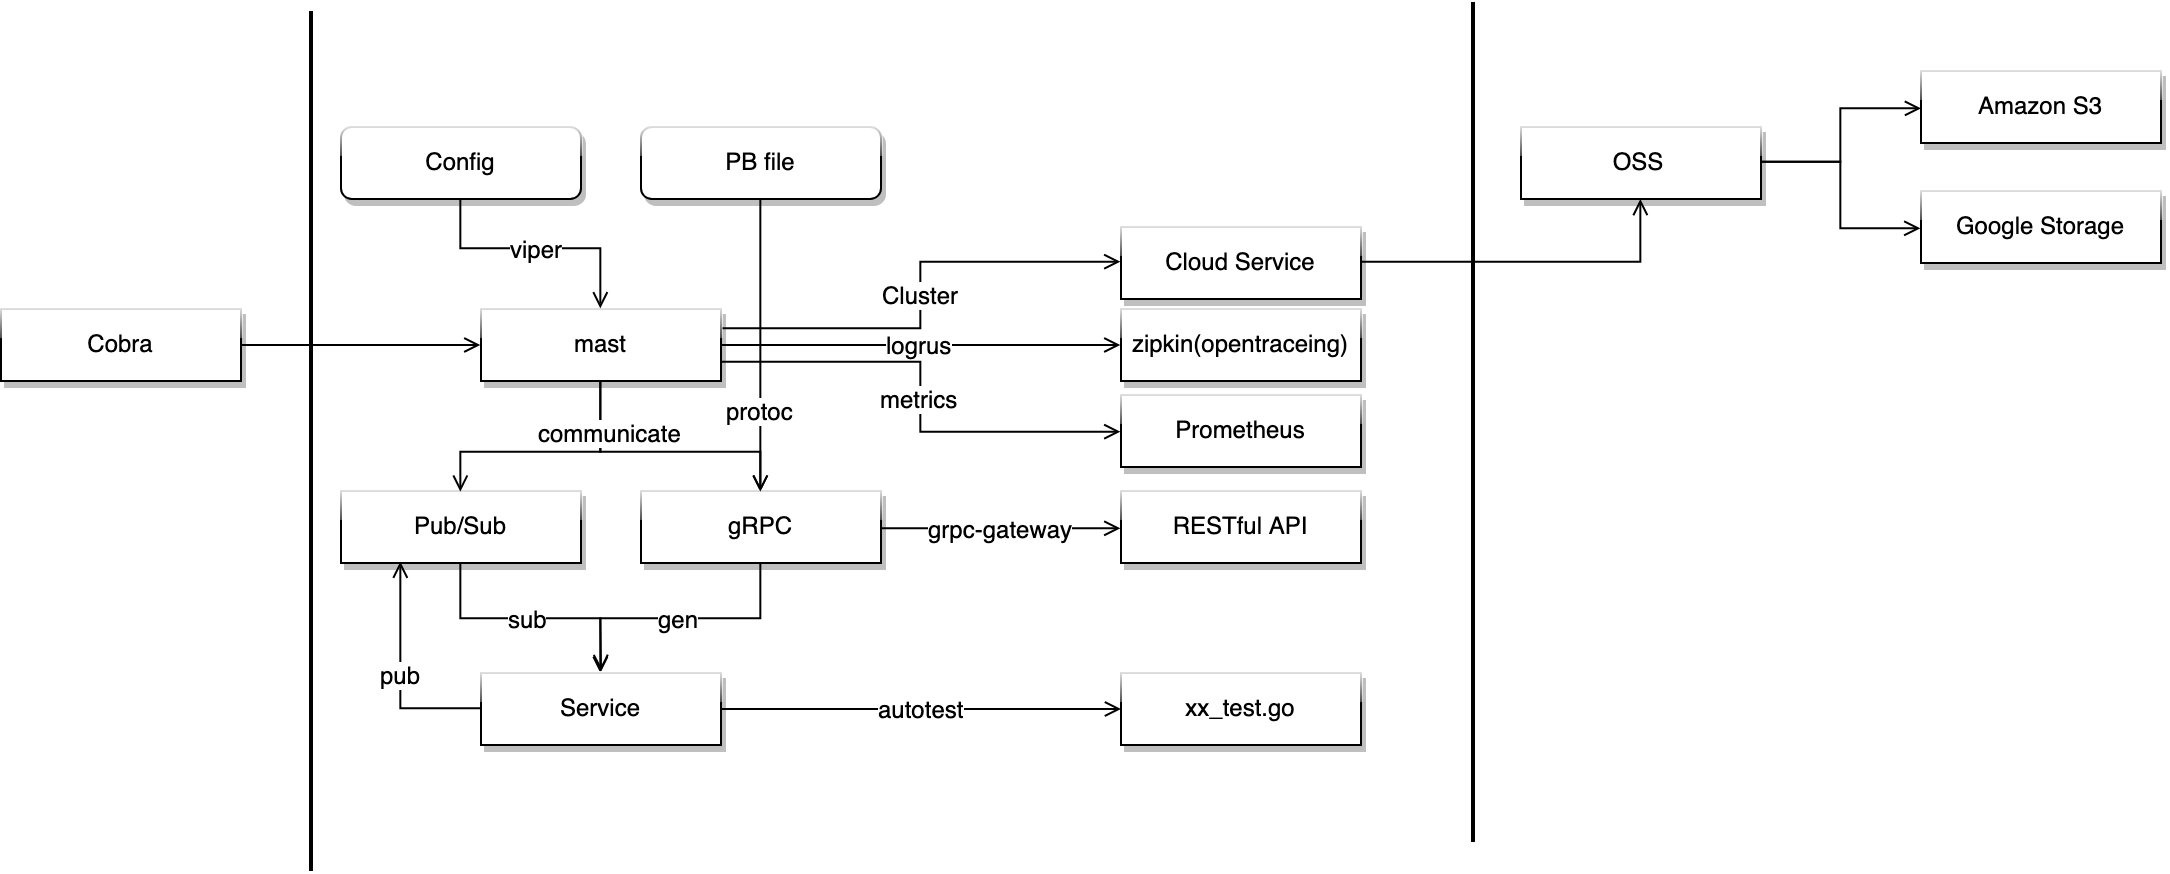 Amazon S3
Config
PB file
OSS
Google Storage
viper
Cloud Service
Cluster
Cobra
mast
logrus
zipkin(opentraceing)
metrics
protoc
communicate
Prometheus
Pub/Sub
gRPC
grpc-gateway
RESTful API
sub
gen
pub
Service
autotest
xx_test.go